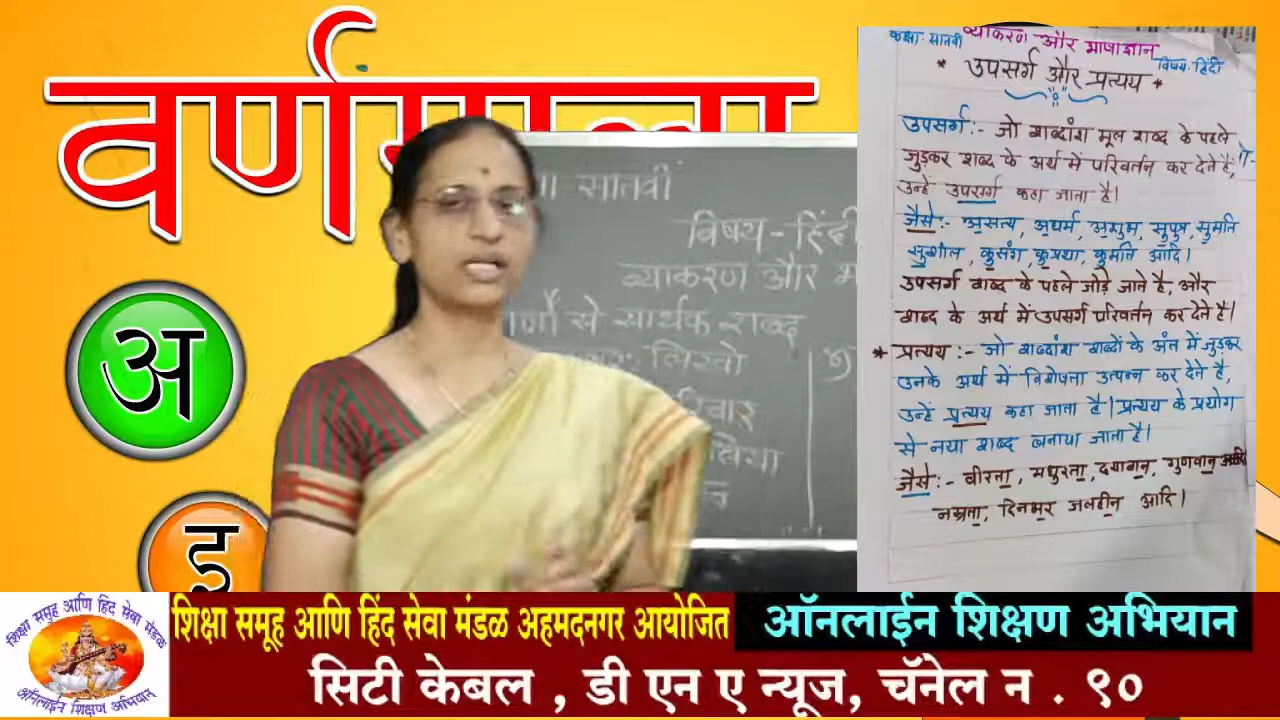 वर्णमाला
अ
इ
सातवीं
विषय-हिंदी
व्याकरण और
से सार्थक शब्द
लिखो
कक्षा:- सातवी व्याकरण और भाषाज्ञान
विषय:- हिंदी
* उपसर्ग और प्रत्यय *
उपसर्ग:- जो शब्दांश मूल शब्द के पहले
जुड़कर शब्द के अर्थ में परिवर्तन कर देते है,
उन्हें उपसर्ग कहा जाता है।
जैसे:- असत्य, अधर्म, अशुभ, सुपुत्र, सुमति
सुशील, कुसंग, कुप्रथा, कुमति आदि।
उपसर्ग शब्द के पहले जोड़े जाते है, और
शब्द के अर्थ में उपसर्ग परिवर्तन कर देते है।
* प्रत्यय:- जो शब्दांश शब्दों के अंत में जुड़कर
उनके अर्थ में विशेषता उत्पन्न कर देते है,
उन्हें प्रत्यय कहा जाता है। प्रत्यय के प्रयोग
से नया शब्द बनाया जाता है।
जैसे:- वीरता, मधुरता, दयावान, गुणवान आदि
नम्रता, दिनभर जलहीन आदि।
शिक्षा समूह आणि हिंद सेवा मंडळ
ऑनलाईन शिक्षण अभियान
शिक्षा समूह आणि हिंद सेवा मंडळ अहमदनगर आयोजित
ऑनलाईन शिक्षण अभियान
सिटी केबल , डी एन ए न्यूज, चॅनेल न . ९०